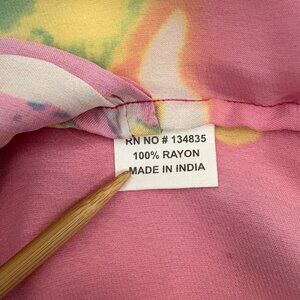 RN NO # 134835
100% RAYON
MADE IN INDIA